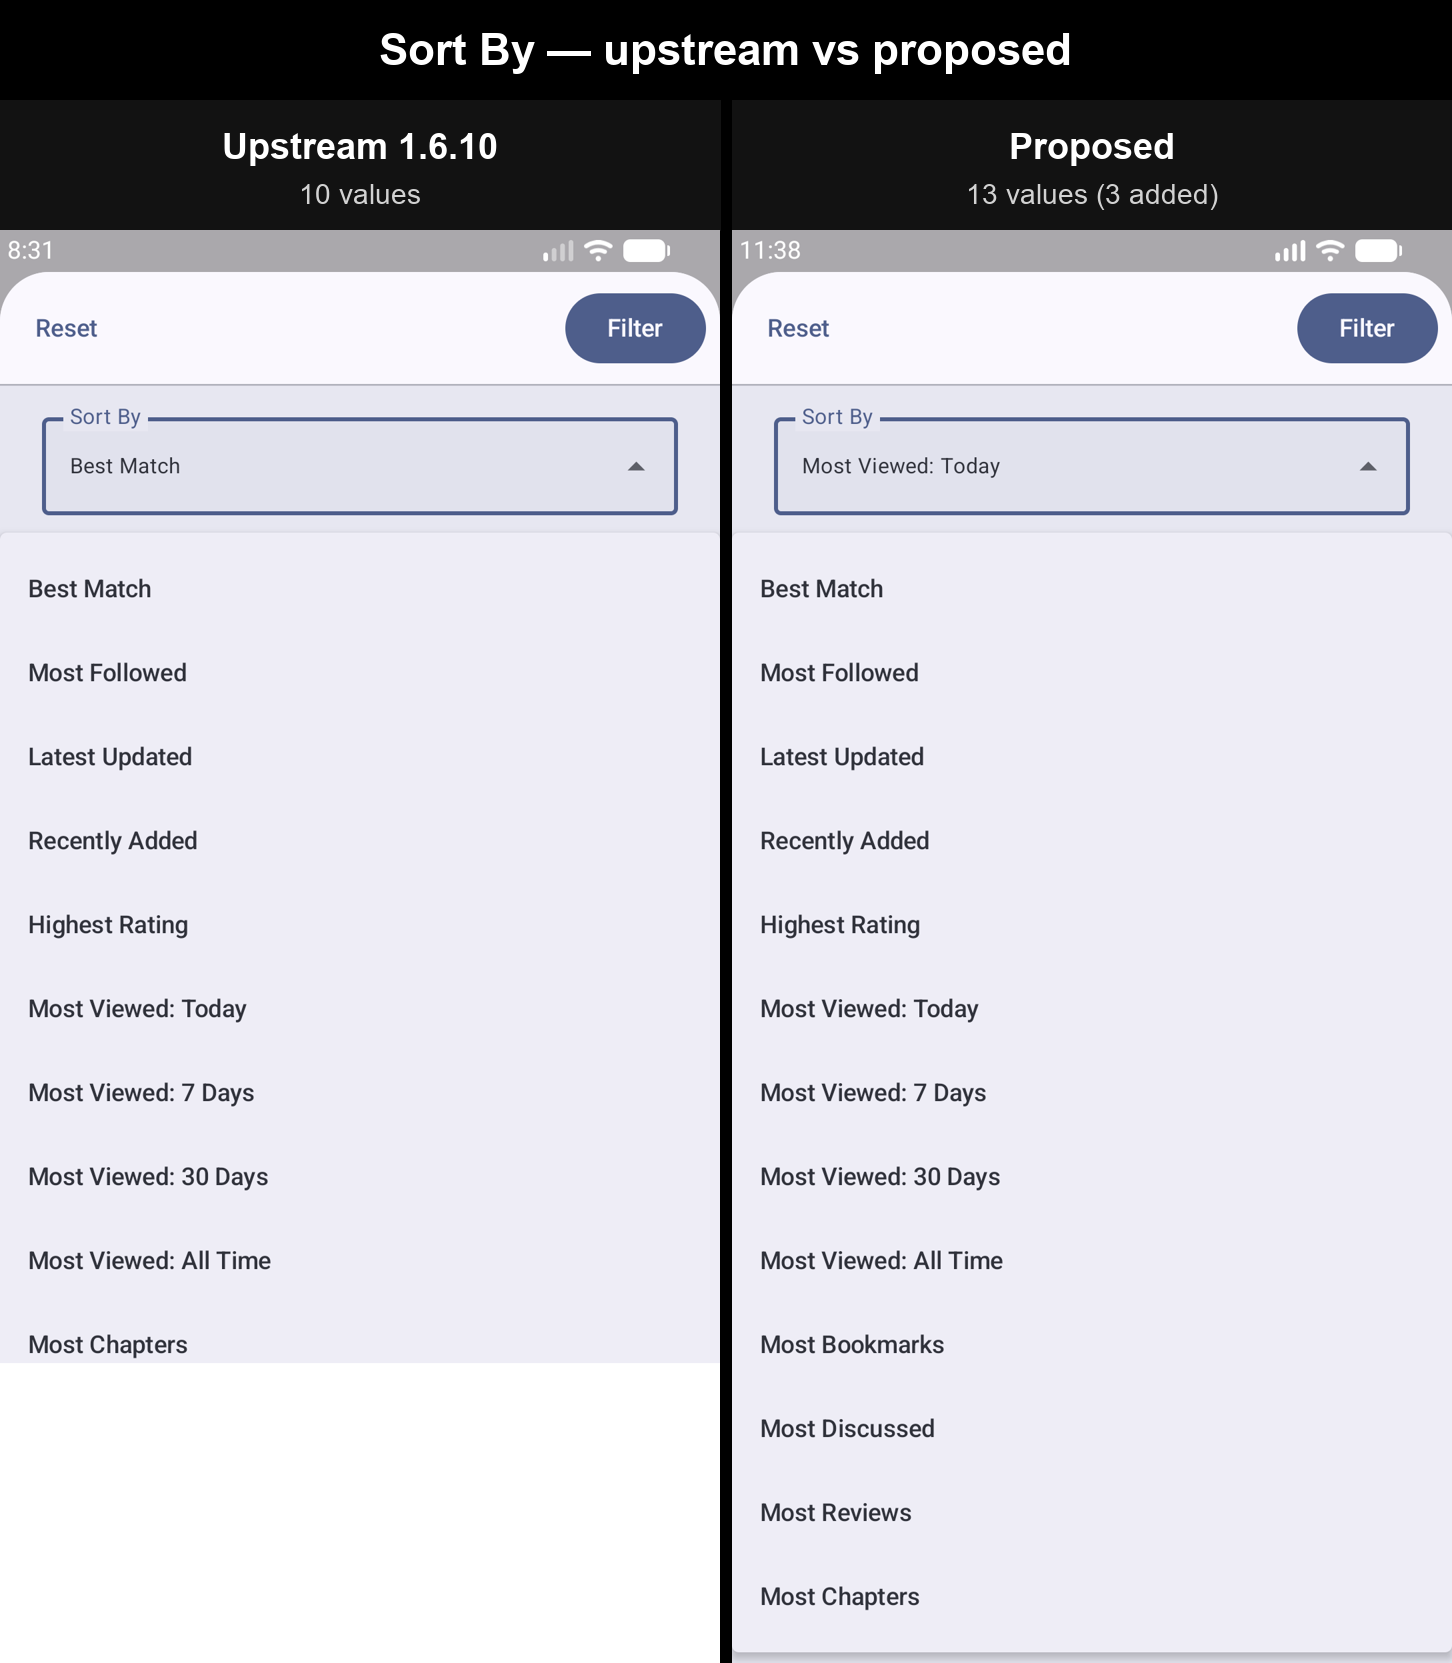 Sort By — upstream vs proposed
Upstream 1.6.10
10 values
8:31
Reset
Filter
Sort By
Best Match
Best Match
Most Followed
Latest Updated
Recently Added
Highest Rating
Most Viewed: Today
Most Viewed: 7 Days
Most Viewed: 30 Days
Most Viewed: All Time
Most Chapters
Proposed
13 values (3 added)
11:38
Reset
Filter
Sort By
Most Viewed: Today
Best Match
Most Followed
Latest Updated
Recently Added
Highest Rating
Most Viewed: Today
Most Viewed: 7 Days
Most Viewed: 30 Days
Most Viewed: All Time
Most Bookmarks
Most Discussed
Most Reviews
Most Chapters